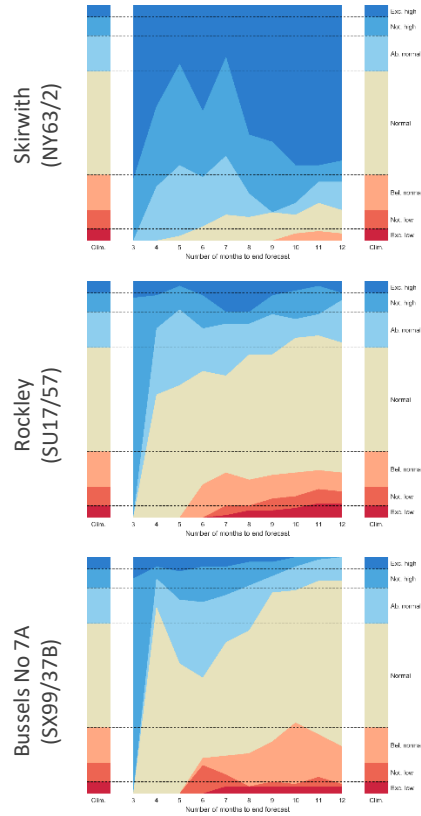 Skirwith
(NY63/2)
Exc. high
Not. high
Ab. normal
Normal
Bel. normal
Not. low
Exc. low
Clim.
3 4 5 6 7 8 9 10 11 12
Clim.
Number of months to end forecast
Rockley
(SU17/57)
Exc. high
Not. high
Ab. normal
Normal
Bel. normal
Not. low
Exc. low
Clim.
3 4 5 6 7 8 9 10 11 12
Clim.
Number of months to end forecast
Bussels No 7A
(SX99/37B)
Exc. high
Not. high
Ab. normal
Normal
Bel. normal
Not. low
Exc. low
Clim.
3 4 5 6 7 8 9 10 11 12
Clim.
Number of months to end forecast